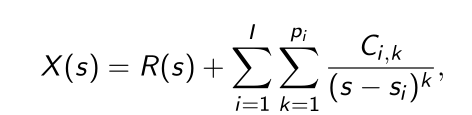 X(s) = R(s) + \sum_{i=1}^{I} \sum_{k=1}^{p_i} \frac{C_{i,k}}{(s - s_i)^k},